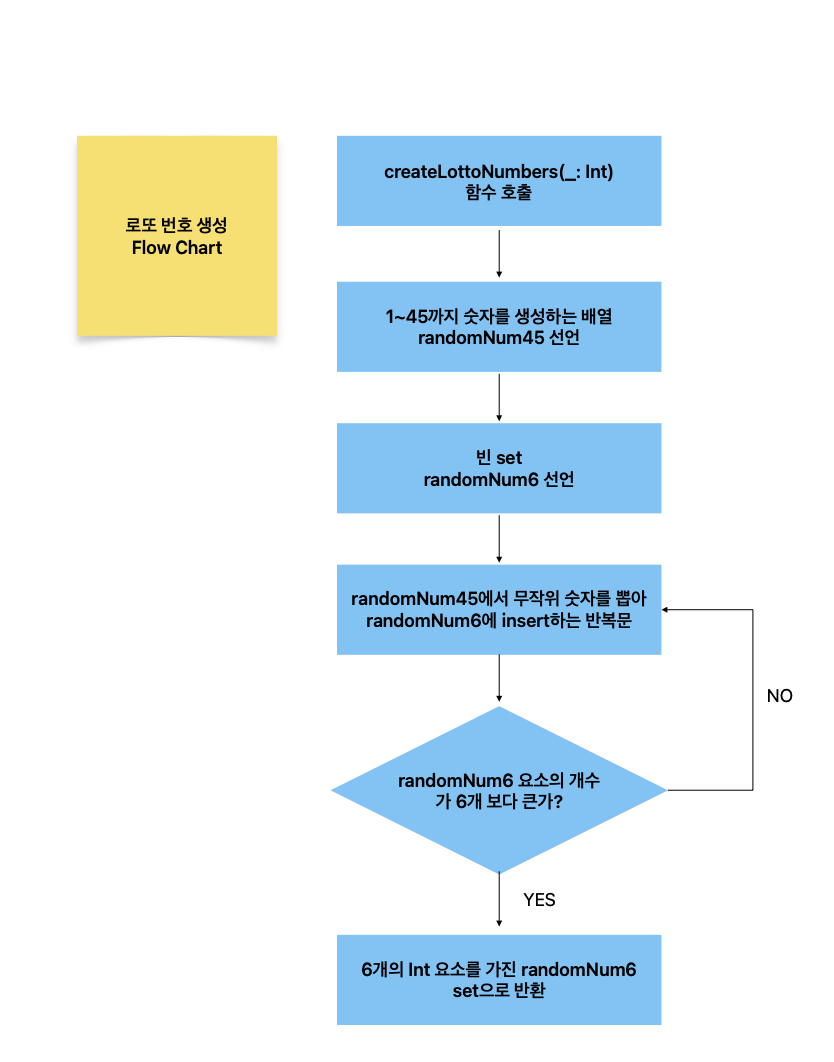 로또 번호 생성
Flow Chart
createLottoNumbers(_: Int)
함수 호출
1~45까지 숫자를 생성하는 배열
randomNum45 선언
빈 set
randomNum6 선언
randomNum45에서 무작위 숫자를 뽑아
randomNum6에 insert하는 반복문
NO
randomNum6 요소의 개수
가 6개 보다 큰가?
YES
6개의 Int 요소를 가진 randomNum6
set으로 반환